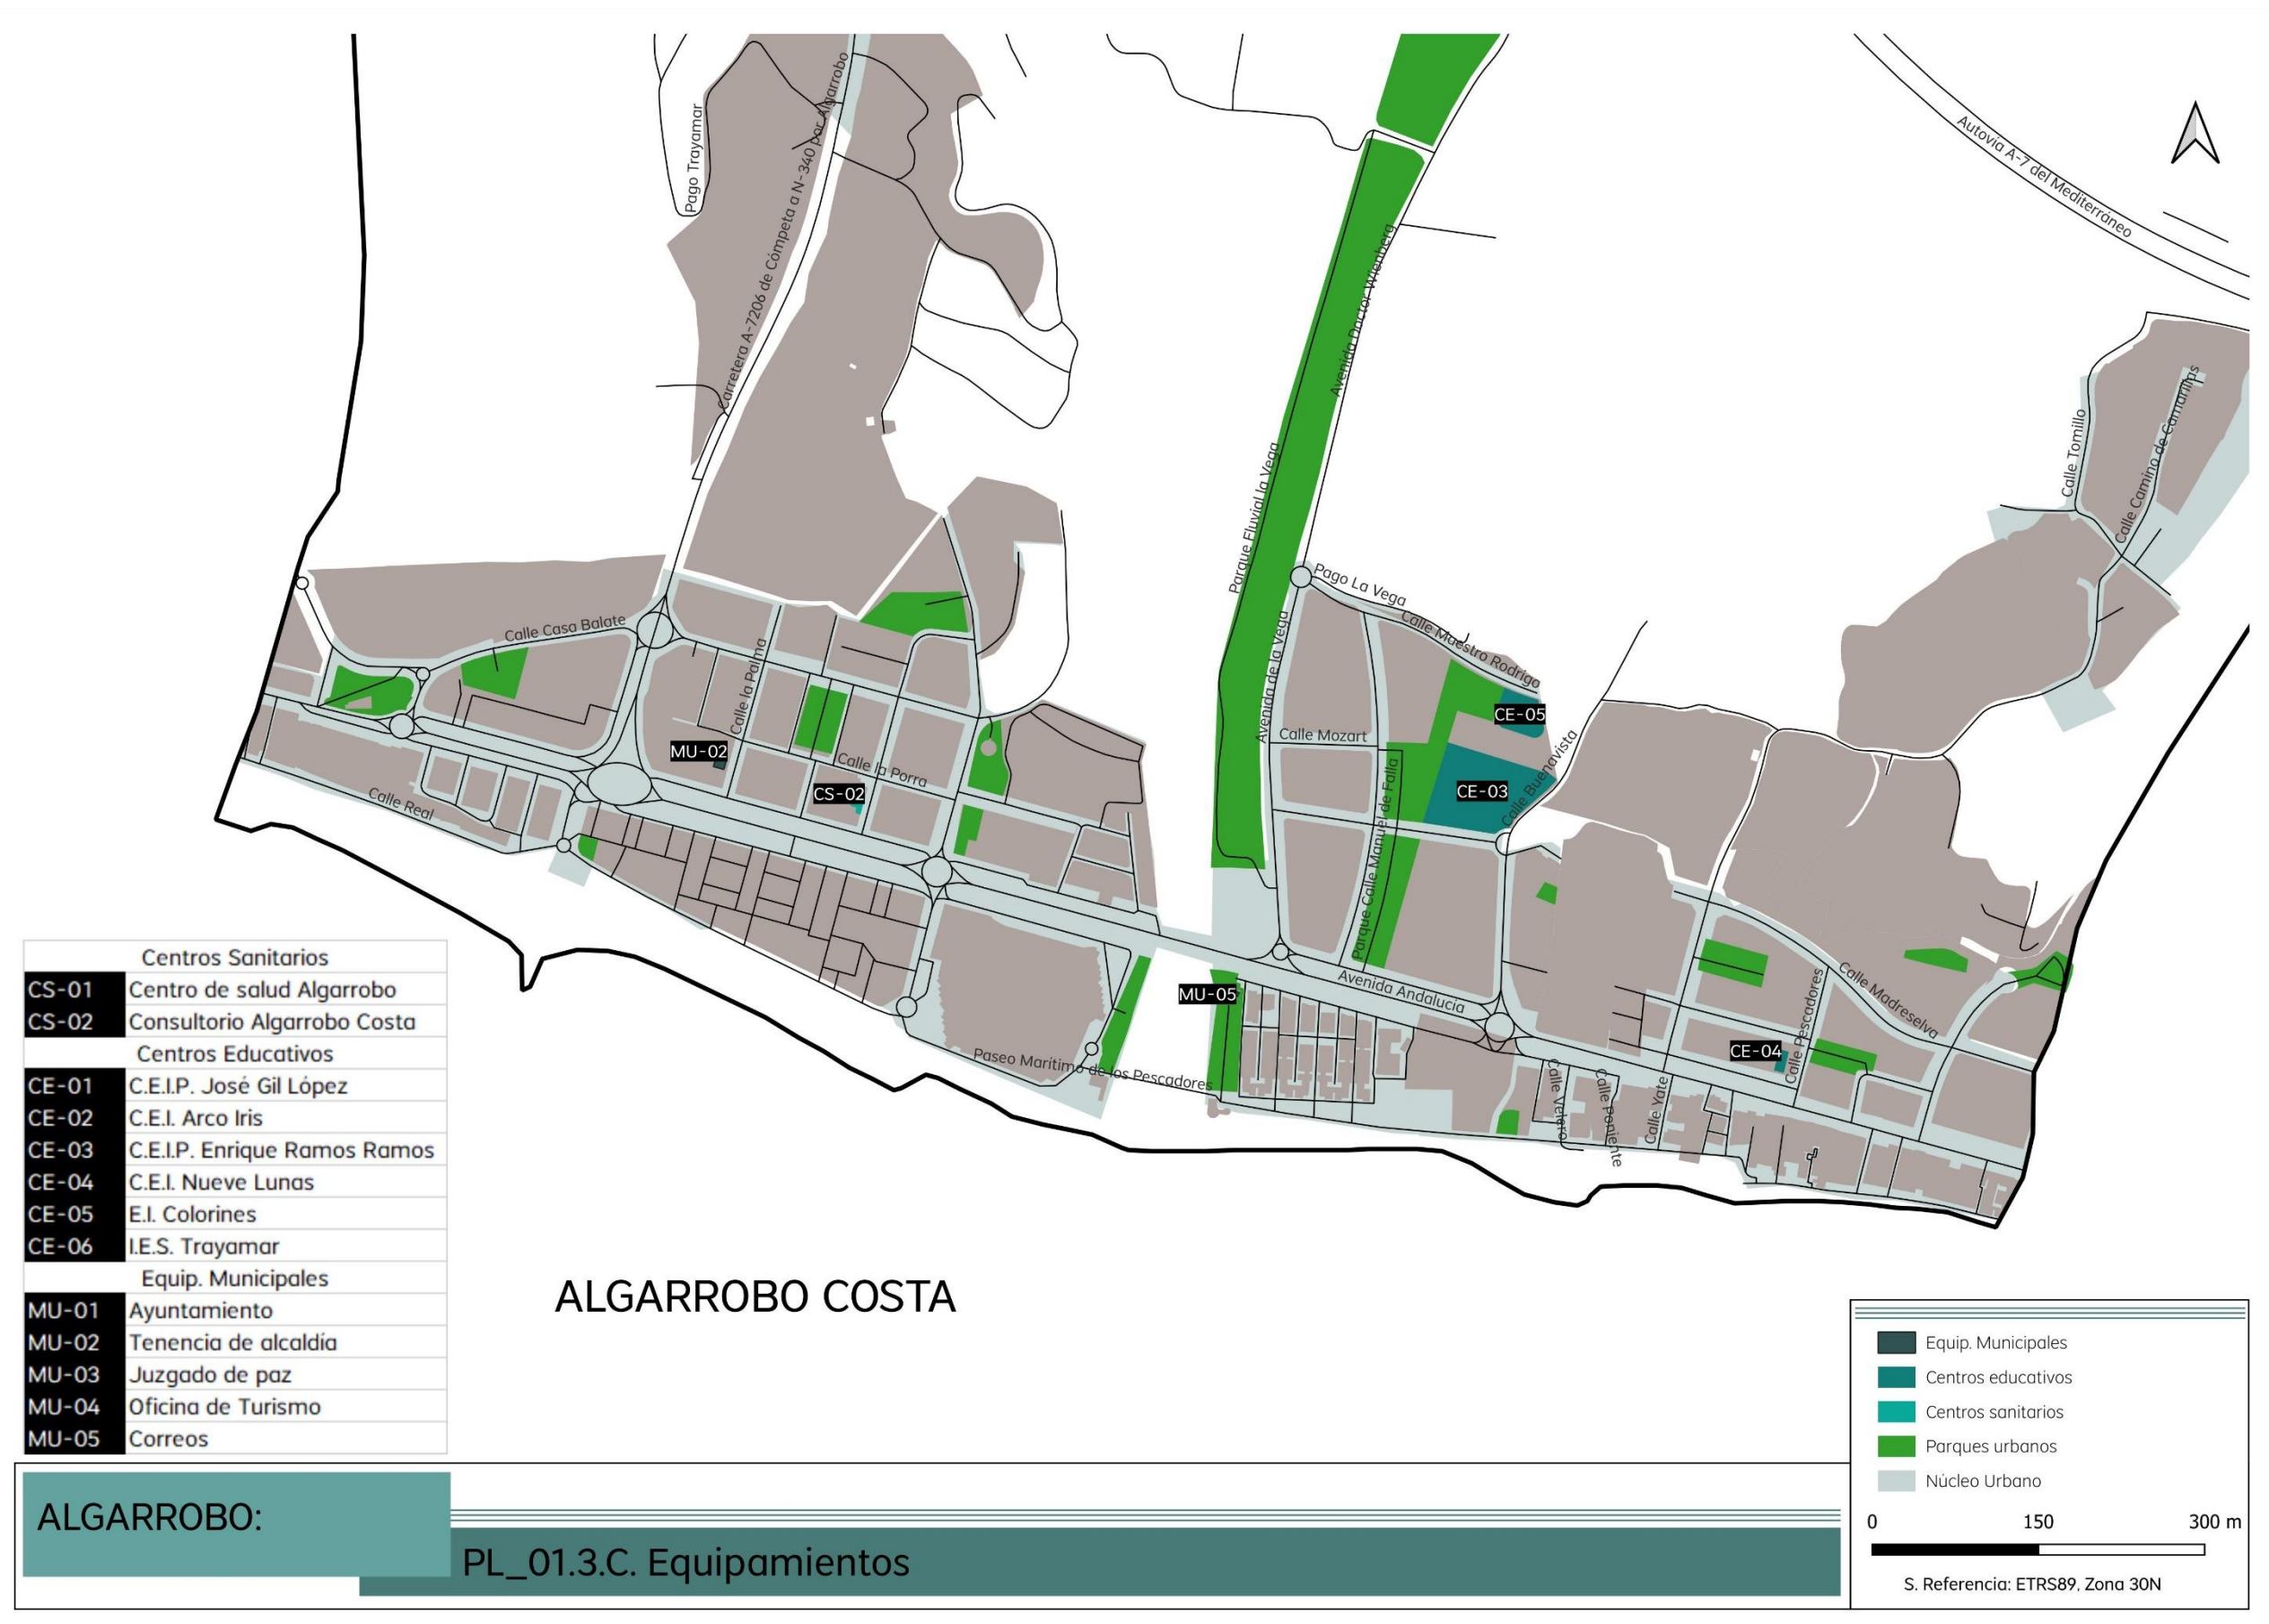 Pago Trayamar
Carretera A-7206 de Cómpeta a N-340 por Algarrobo
Autovía A-7 del Mediterráneo
Avenida Doctor Wienberg
Parque Fluvial la Vega
Calle Tomillo
Calle Camino de Camarillas
Pago La Vega
Calle Maestro Rodrigo
Calle Casa Balate
Calle la Palma
Avenida de la Vega
CE-05
Calle Mozart
MU-02
Calle la Porra
CS-02
CE-03
Calle Buenavista
Calle Real
Parque Calle Manuel de Falla
MU-05
Avenida Andalucía
Calle Pescadores
Calle Madreselva
CE-04
Paseo Marítimo de los Pescadores
Calle Velero
Calle Poniente
Calle Yate
Centros Sanitarios
CS-01 Centro de salud Algarrobo
CS-02 Consultorio Algarrobo Costa
Centros Educativos
CE-01 C.E.I.P. José Gil López
CE-02 C.E.I. Arco Iris
CE-03 C.E.I.P. Enrique Ramos Ramos
CE-04 C.E.I. Nueve Lunas
CE-05 E.I. Colorines
CE-06 I.E.S. Trayamar
Equip. Municipales
MU-01 Ayuntamiento
MU-02 Tenencia de alcaldía
MU-03 Juzgado de paz
MU-04 Oficina de Turismo
MU-05 Correos
ALGARROBO COSTA
Equip. Municipales
Centros educativos
Centros sanitarios
Parques urbanos
Núcleo Urbano
0 150 300 m
S. Referencia: ETRS89, Zona 30N
ALGARROBO:
PL_01.3.C. Equipamientos